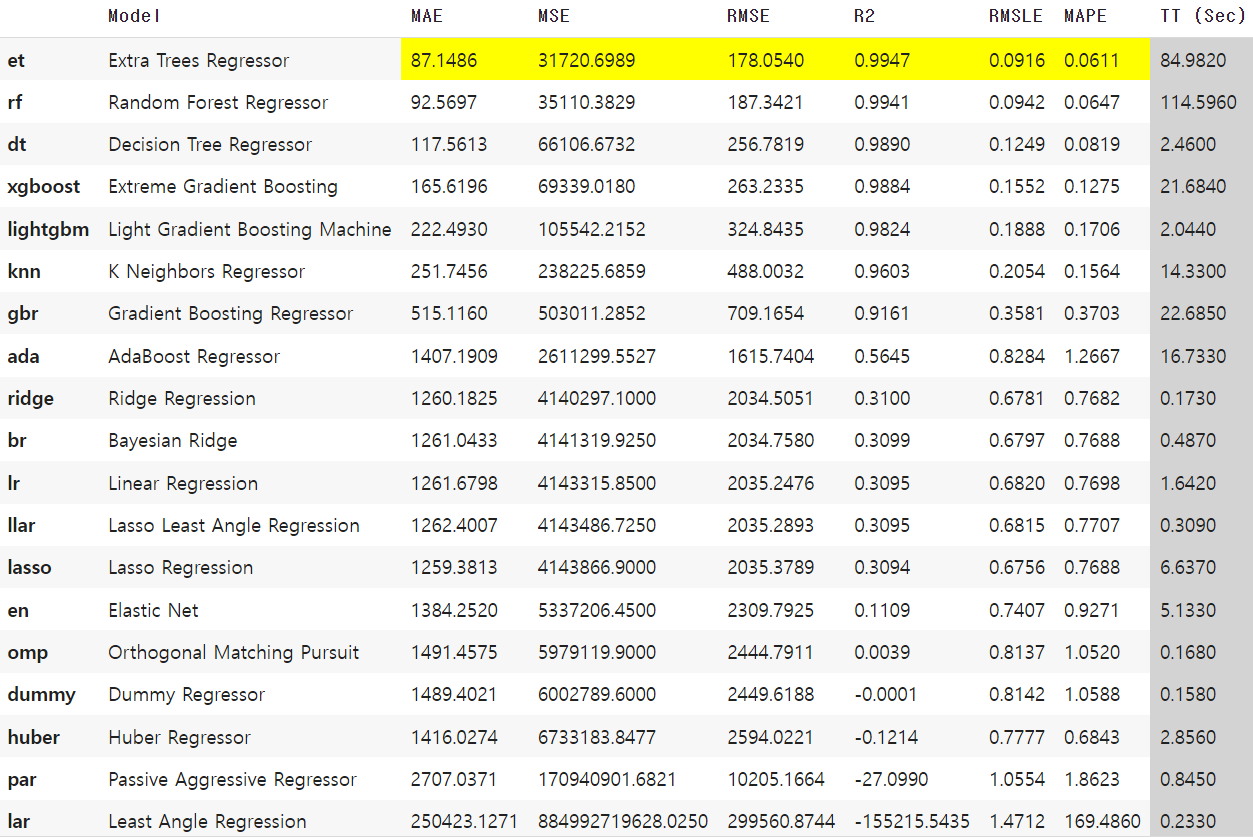 Model MAE MSE RMSE R2 RMSLE MAPE TT (Sec)
et Extra Trees Regressor 87.1486 31720.6989 178.0540 0.9947 0.0916 0.0611 84.9820
rf Random Forest Regressor 92.5697 35110.3829 187.3421 0.9941 0.0942 0.0647 114.5960
dt Decision Tree Regressor 117.5613 66106.6732 256.7819 0.9890 0.1249 0.0819 2.4600
xgboost Extreme Gradient Boosting 165.6196 69339.0180 263.2335 0.9884 0.1552 0.1275 21.6840
lightgbm Light Gradient Boosting Machine 222.4930 105542.2152 324.8435 0.9824 0.1888 0.1706 2.0440
knn K Neighbors Regressor 251.7456 238225.6859 488.0032 0.9603 0.2054 0.1564 14.3300
gbr Gradient Boosting Regressor 515.1160 503011.2852 709.1654 0.9161 0.3581 0.3703 22.6850
ada AdaBoost Regressor 1407.1909 2611299.5527 1615.7404 0.5645 0.8284 1.2667 16.7330
ridge Ridge Regression 1260.1825 4140297.1000 2034.5051 0.3100 0.6781 0.7682 0.1730
br Bayesian Ridge 1261.0433 4141319.9250 2034.7580 0.3099 0.6797 0.7688 0.4870
lr Linear Regression 1261.6798 4143315.8500 2035.2476 0.3095 0.6820 0.7698 1.6420
llar Lasso Least Angle Regression 1262.4007 4143486.7250 2035.2893 0.3095 0.6815 0.7707 0.3090
lasso Lasso Regression 1259.3813 4143866.9000 2035.3789 0.3094 0.6756 0.7688 6.6370
en Elastic Net 1384.2520 5337206.4500 2309.7925 0.1109 0.7407 0.9271 5.1330
omp Orthogonal Matching Pursuit 1491.4575 5979119.9000 2444.7911 0.0039 0.8137 1.0520 0.1680
dummy Dummy Regressor 1489.4021 6002789.6000 2449.6188 -0.0001 0.8142 1.0588 0.1580
huber Huber Regressor 1416.0274 6733183.8477 2594.0221 -0.1214 0.7777 0.6843 2.8560
par Passive Aggressive Regressor 2707.0371 170940901.6821 10205.1664 -27.0990 1.0554 1.8623 0.8450
lar Least Angle Regression 250423.1271 884992719628.0250 299560.8744 -155215.5435 1.4712 169.4860 0.2330